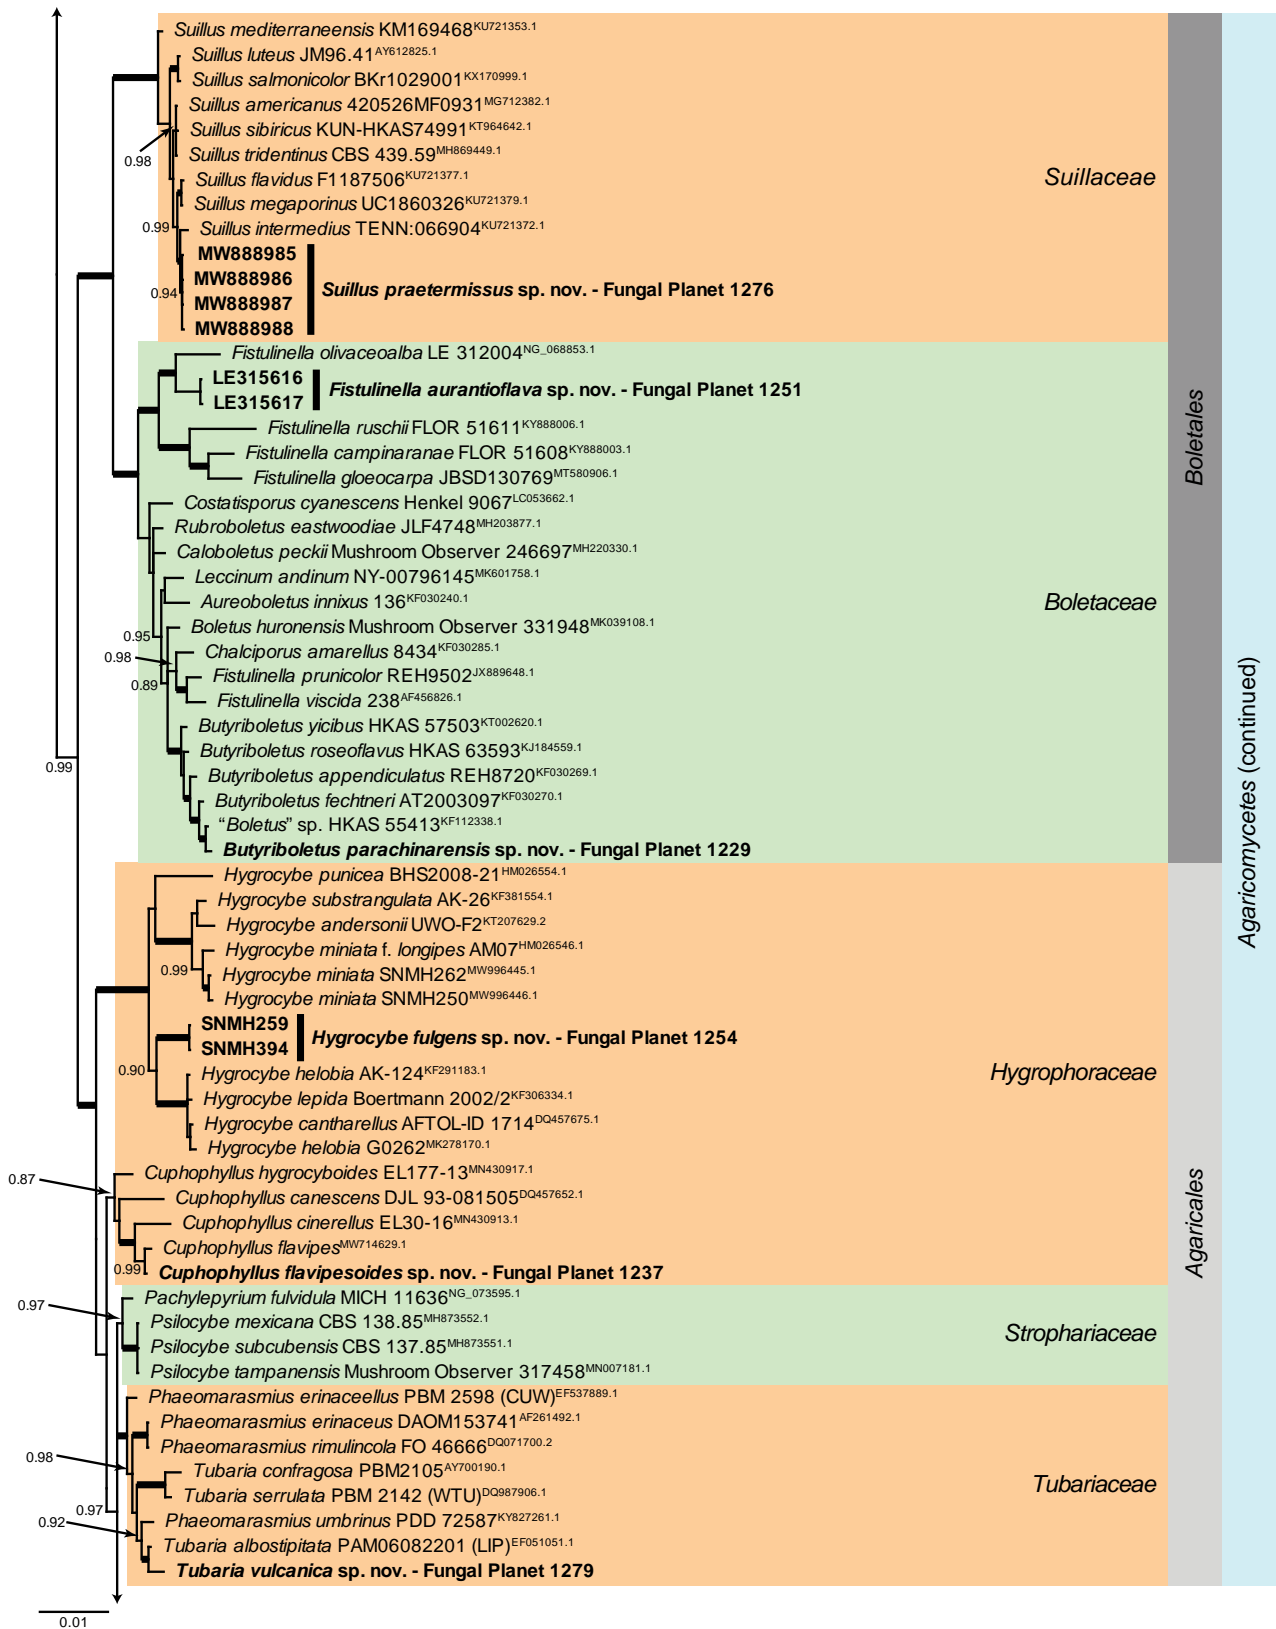 Suillus mediterraneensis KM169468KU721353.1
Suillus luteus JM96.41AY612825.1
Suillus salmonicolor BKr1029001KX170999.1
Suillus americanus 420526MF0931MG712382.1
Suillus sibiricus KUN-HKAS74991KT964642.1
0.98
Suillus tridentinus CBS 439.59MH869449.1
Suillaceae
Suillus flavidus F1187506KU721377.1
Suillus megaporinus UC1860326KU721379.1
0.99
Suillus intermedius TENN:066904KU721372.1
MW888985
MW888986
0.94
Suillus praetermissus sp. nov. - Fungal Planet 1276
MW888987
MW888988
Fistulinella olivaceoalba LE 312004NG_068853.1
LE315616
Fistulinella aurantioflava sp. nov. - Fungal Planet 1251
LE315617
Fistulinella ruschii FLOR 51611KY888006.1
Boletales
Fistulinella campinaranae FLOR 51608KY888003.1
Fistulinella gloeocarpa JBSD130769MT580906.1
Costatisporus cyanescens Henkel 9067LC053662.1
Rubroboletus eastwoodiae JLF4748MH203877.1
Caloboletus peckii Mushroom Observer 246697MH220330.1
Leccinum andinum NY-00796145MK601758.1
Aureoboletus innixus 136KF030240.1
Boletaceae
Boletus huronensis Mushroom Observer 331948MK039108.1
0.95
Chalciporus amarellus 8434KF030285.1
0.98
Fistulinella prunicolor REH9502JX889648.1
0.89
Fistulinella viscida 238AF456826.1
Butyriboletus yicibus HKAS 57503KT002620.1
Butyriboletus roseoflavus HKAS 63593KJ184559.1
0.99
Butyriboletus appendiculatus REH8720KF030269.1
Butyriboletus fechtneri AT2003097KF030270.1
Agaricomycetes (continued)
“Boletus” sp. HKAS 55413KF112338.1
Butyriboletus parachinarensis sp. nov. - Fungal Planet 1229
Hygrocybe punicea BHS2008-21HM026554.1
Hygrocybe substrangulata AK-26KF381554.1
Hygrocybe andersonii UWO-F2KT207629.2
Hygrocybe miniata f. longipes AM07HM026546.1
0.99
Hygrocybe miniata SNMH262MW996445.1
Hygrocybe miniata SNMH250MW996446.1
SNMH259
Hygrocybe fulgens sp. nov. - Fungal Planet 1254
SNMH394
0.90
Hygrocybe helobia AK-124KF291183.1
Hygrophoraceae
Hygrocybe lepida Boertmann 2002/2KF306334.1
Hygrocybe cantharellus AFTOL-ID 1714DQ457675.1
Hygrocybe helobia G0262MK278170.1
0.87
Cuphophyllus hygrocyboides EL177-13MN430917.1
Cuphophyllus canescens DJL 93-081505DQ457652.1
Agaricales
Cuphophyllus cinerellus EL30-16MN430913.1
Cuphophyllus flavipesMW714629.1
0.99
Cuphophyllus flavipesoides sp. nov. - Fungal Planet 1237
0.97
Pachylepyrium fulvidula MICH 11636NG_073595.1
Psilocybe mexicana CBS 138.85MH873552.1
Strophariaceae
Psilocybe subcubensis CBS 137.85MH873551.1
Psilocybe tampanensis Mushroom Observer 317458MN007181.1
Phaeomarasmius erinaceellus PBM 2598 (CUW)EF537889.1
Phaeomarasmius erinaceus DAOM153741AF261492.1
Phaeomarasmius rimulincola FO 46666DQ071700.2
0.98
Tubaria confragosa PBM2105AY700190.1
Tubariaceae
Tubaria serrulata PBM 2142 (WTU)DQ987906.1
0.97
0.92
Phaeomarasmius umbrinus PDD 72587KY827261.1
Tubaria albostipitata PAM06082201 (LIP)EF051051.1
Tubaria vulcanica sp. nov. - Fungal Planet 1279
0.01